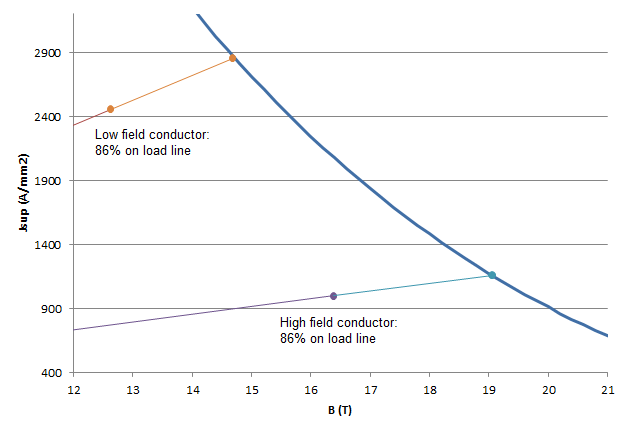 2900
2400
1900
1400
900
400
Jsup (A/mm2)
Low field conductor:
86% on load line
High field conductor:
86% on load line
12 13 14 15 16 17 18 19 20 21
B (T)